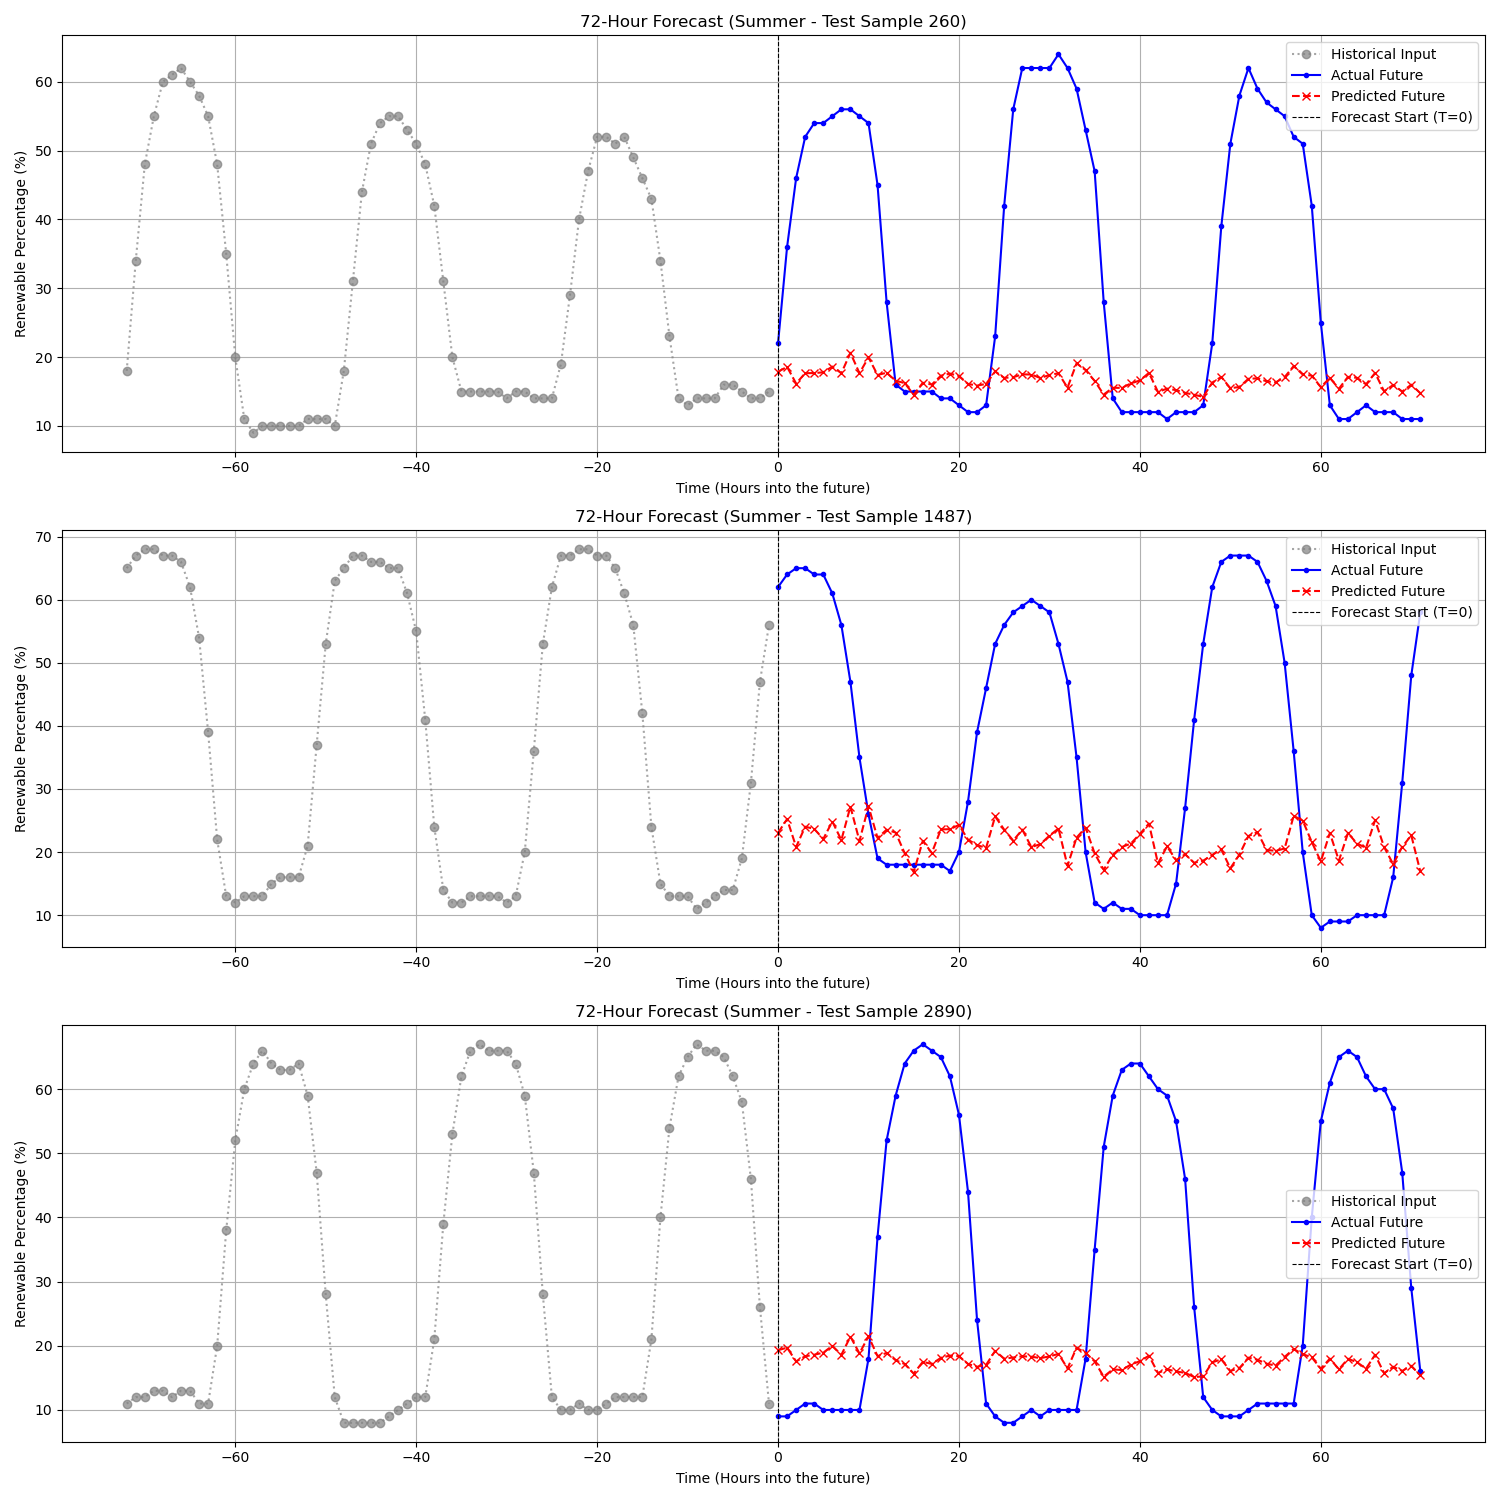 72-Hour Forecast (Summer - Test Sample 260)
Renewable Percentage (%)
60
50
40
30
20
10
Historical Input
Actual Future
Predicted Future
Forecast Start (T=0)
−60 −40 −20 0 20 40 60
Time (Hours into the future)
72-Hour Forecast (Summer - Test Sample 1487)
Renewable Percentage (%)
70
60
50
40
30
20
10
Historical Input
Actual Future
Predicted Future
Forecast Start (T=0)
−60 −40 −20 0 20 40 60
Time (Hours into the future)
72-Hour Forecast (Summer - Test Sample 2890)
Renewable Percentage (%)
60
50
40
30
20
10
Historical Input
Actual Future
Predicted Future
Forecast Start (T=0)
−60 −40 −20 0 20 40 60
Time (Hours into the future)